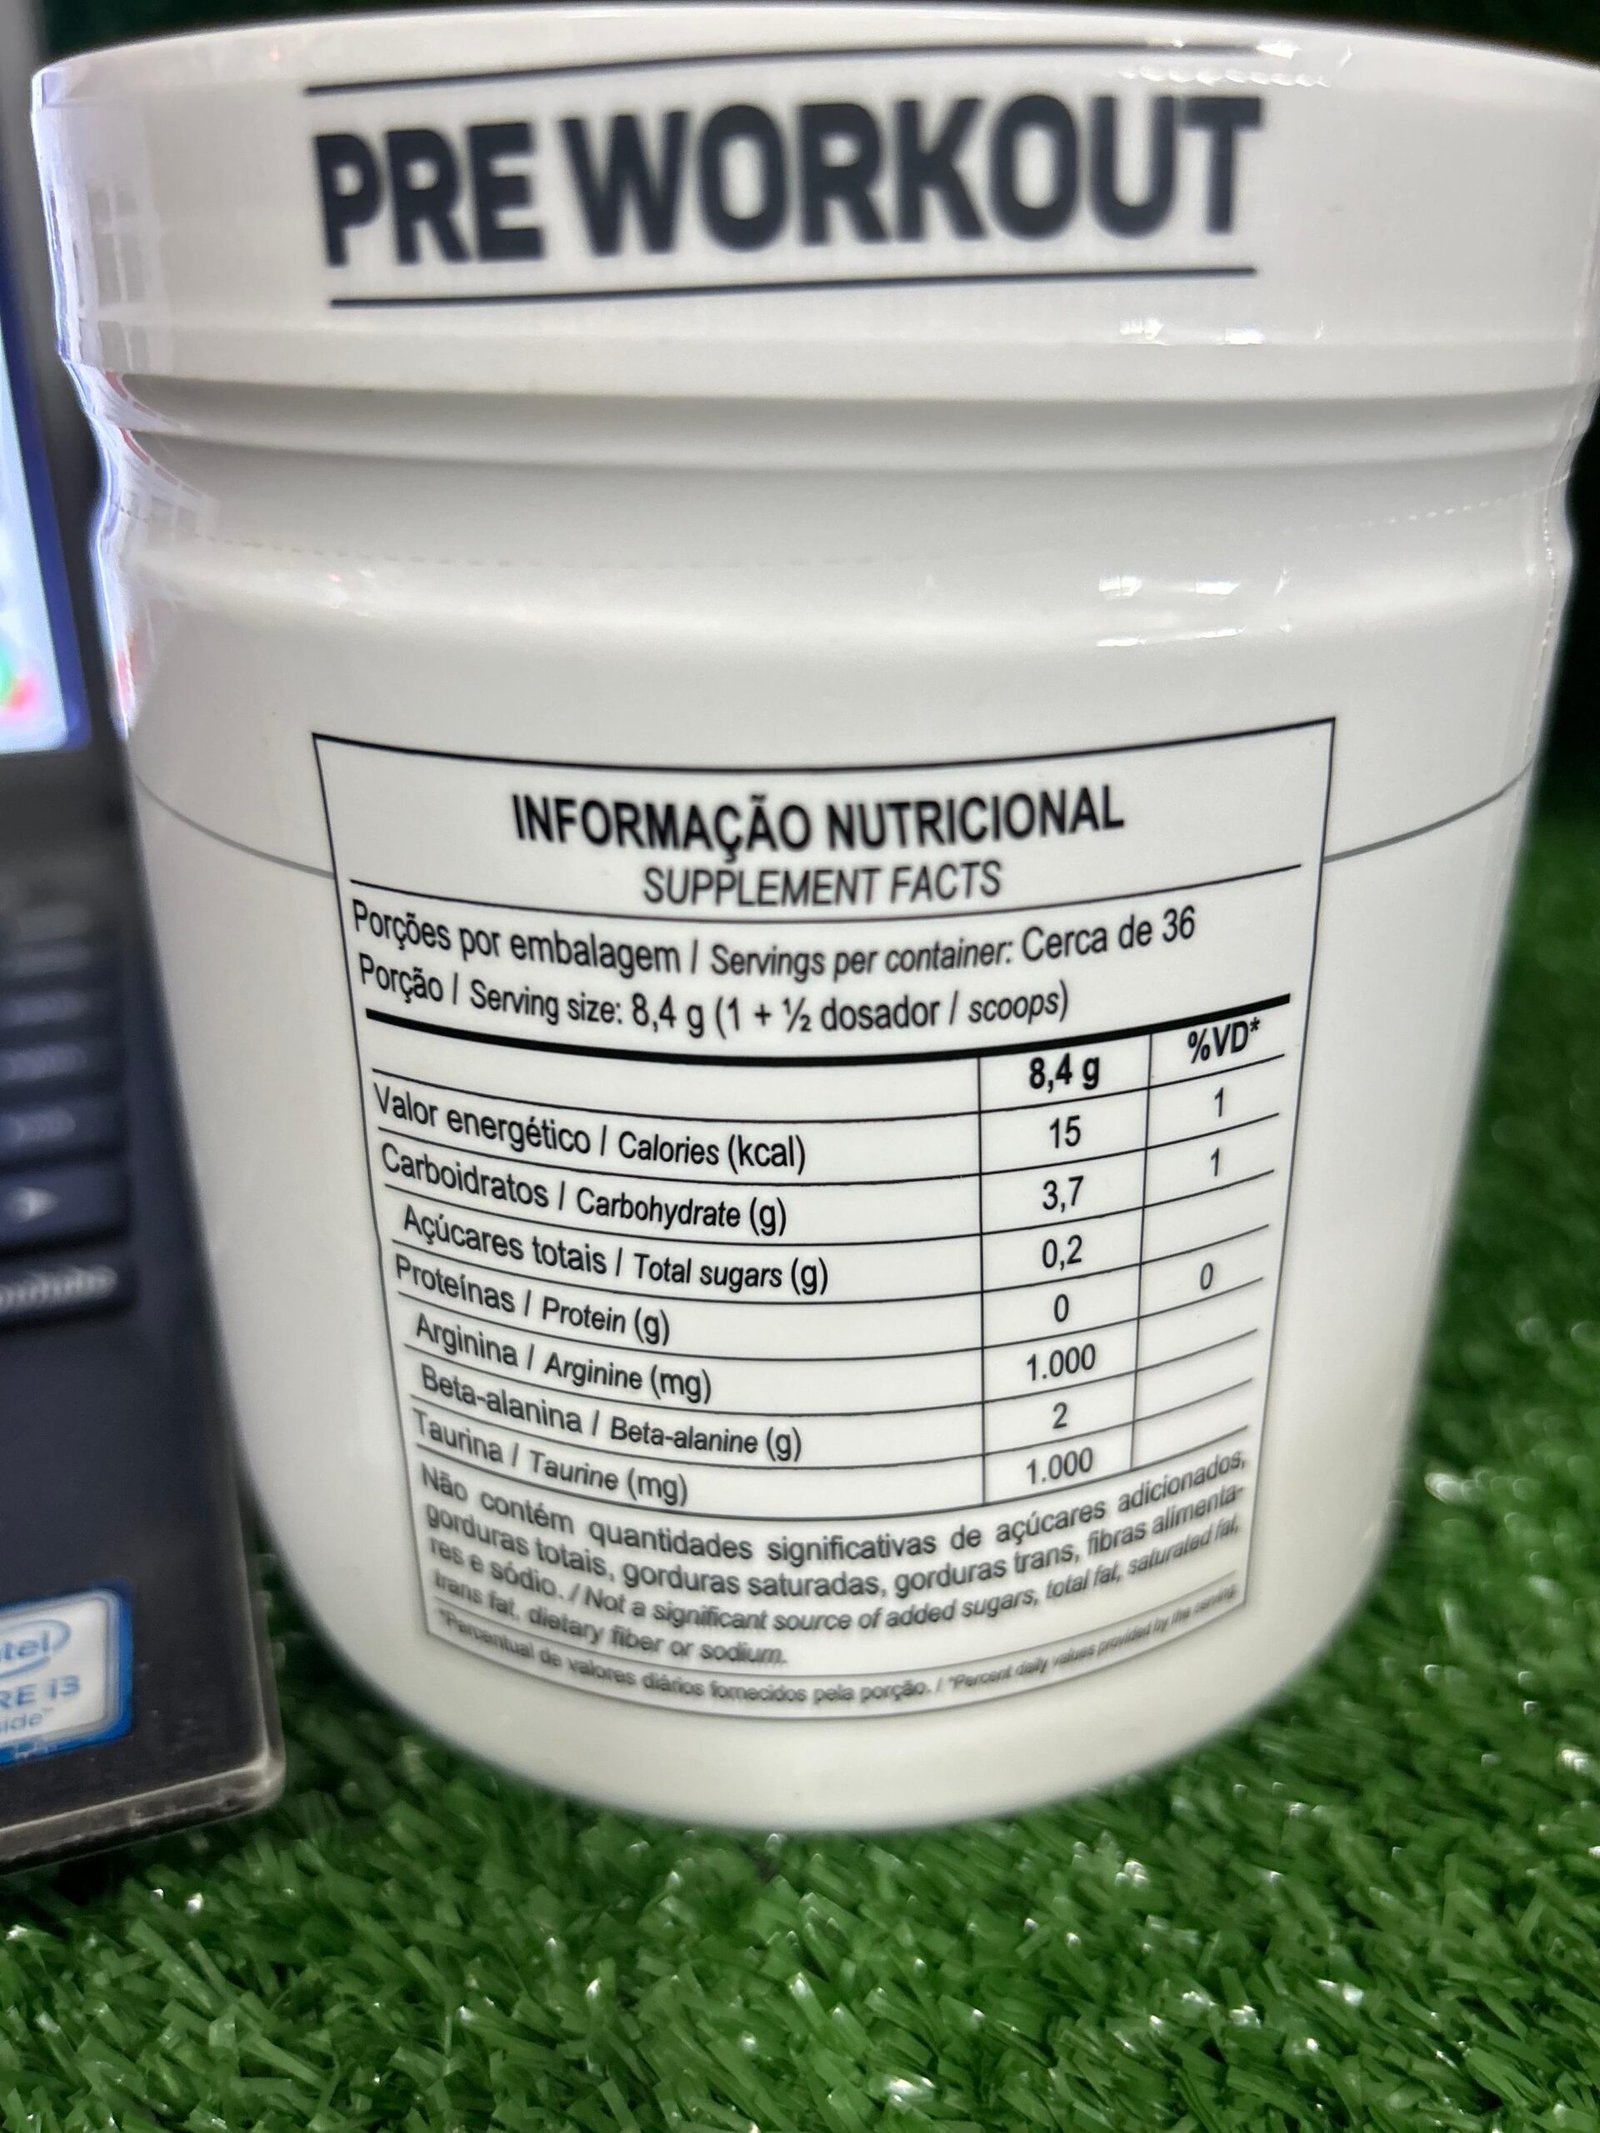 PRE WORKOUT
INFORMAÇÃO NUTRICIONAL
SUPPLEMENT FACTS
Porções por embalagem / Servings per container: Cerca de 36
Porção / Serving size: 8,4 g (1 + ½ dosador / scoops)
8,4 g %VD*
Valor energético / Calories (kcal) 15 1
Carboidratos / Carbohydrate (g) 3,7 1
Açúcares totais / Total sugars (g) 0,2
Proteínas / Protein (g) 0 0
Arginina / Arginine (mg) 1.000
Beta-alanina / Beta-alanine (g) 2
Taurina / Taurine (mg) 1.000
Não contém quantidades significativas de açúcares adicionados,
gorduras totais, gorduras saturadas, gorduras trans, fibras alimenta-
res e sódio. / Not a significant source of added sugars, total fat, saturated fat,
trans fat, dietary fiber or sodium.
*Percentual de valores diários fornecidos pela porção. / *Percent daily values provided by the serving.
intel
CORE i3